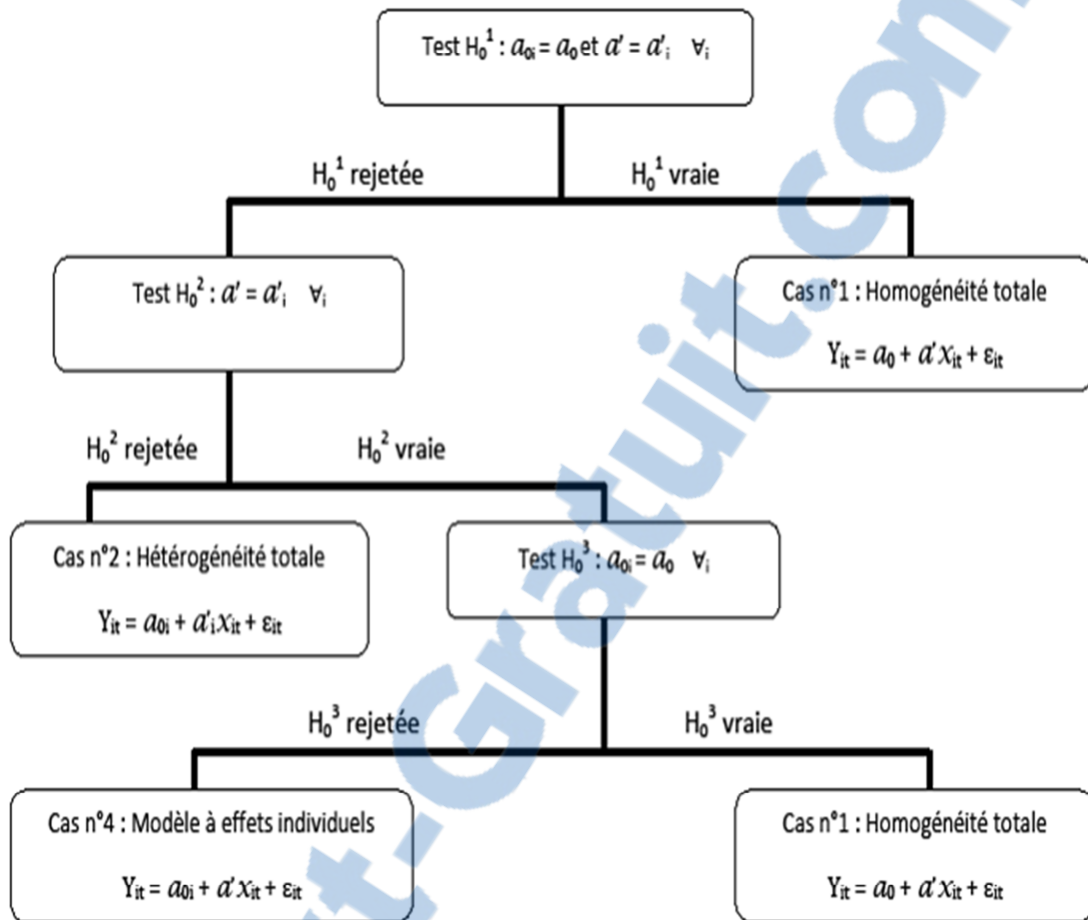 Test H₀¹ : a₀ᵢ = a₀ et a' = a'ᵢ ∀ᵢ
H₀¹ rejetée
H₀¹ vraie
Test H₀² : a' = a'ᵢ ∀ᵢ
Cas n°1 : Homogénéité totale
Yᵢₜ = a₀ + a'xᵢₜ + εᵢₜ
H₀² rejetée
H₀² vraie
Cas n°2 : Hétérogénéité totale
Yᵢₜ = a₀ᵢ + a'ᵢxᵢₜ + εᵢₜ
Test H₀³ : a₀ᵢ = a₀ ∀ᵢ
H₀³ rejetée
H₀³ vraie
Cas n°4 : Modèle à effets individuels
Yᵢₜ = a₀ᵢ + a'xᵢₜ + εᵢₜ
Cas n°1 : Homogénéité totale
Yᵢₜ = a₀ + a'xᵢₜ + εᵢₜ
t-Gratuit.com